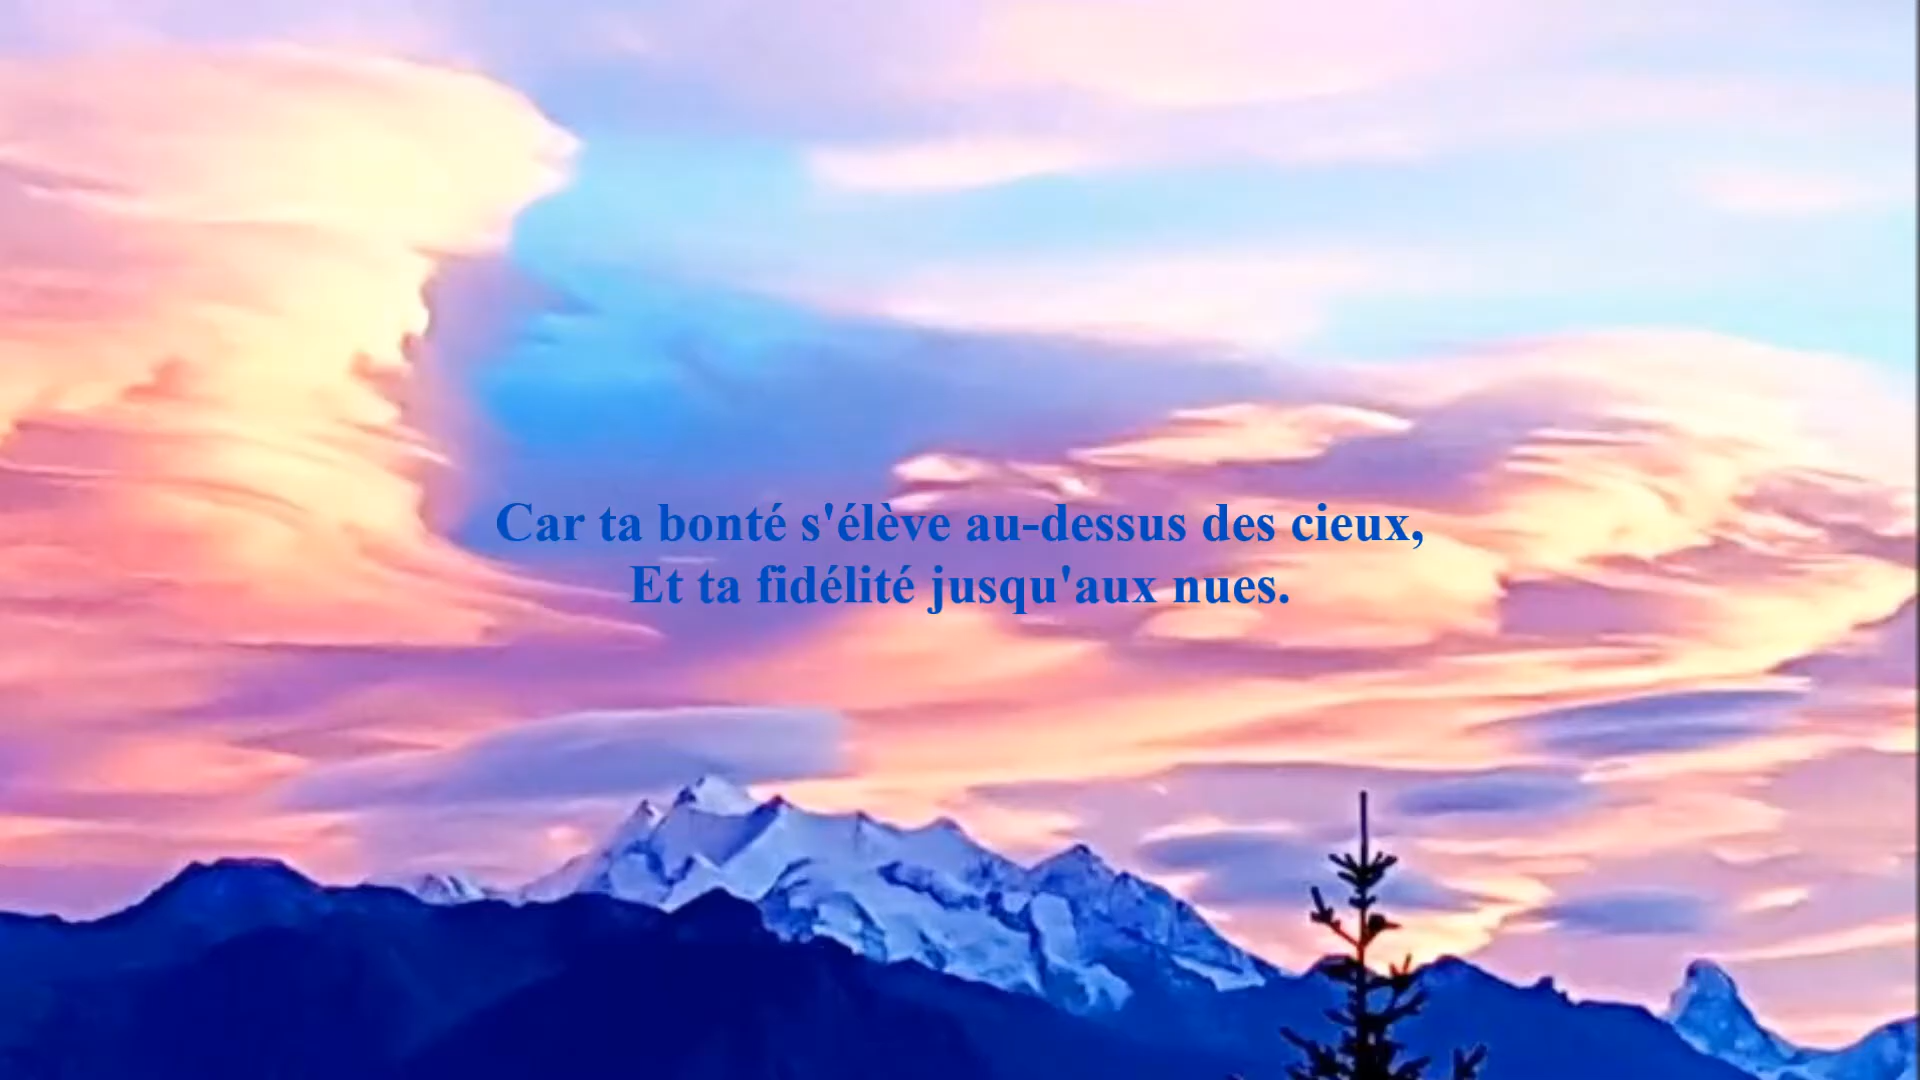 Car ta bonté s'élève au-dessus des cieux,
Et ta fidélité jusqu'aux nues.